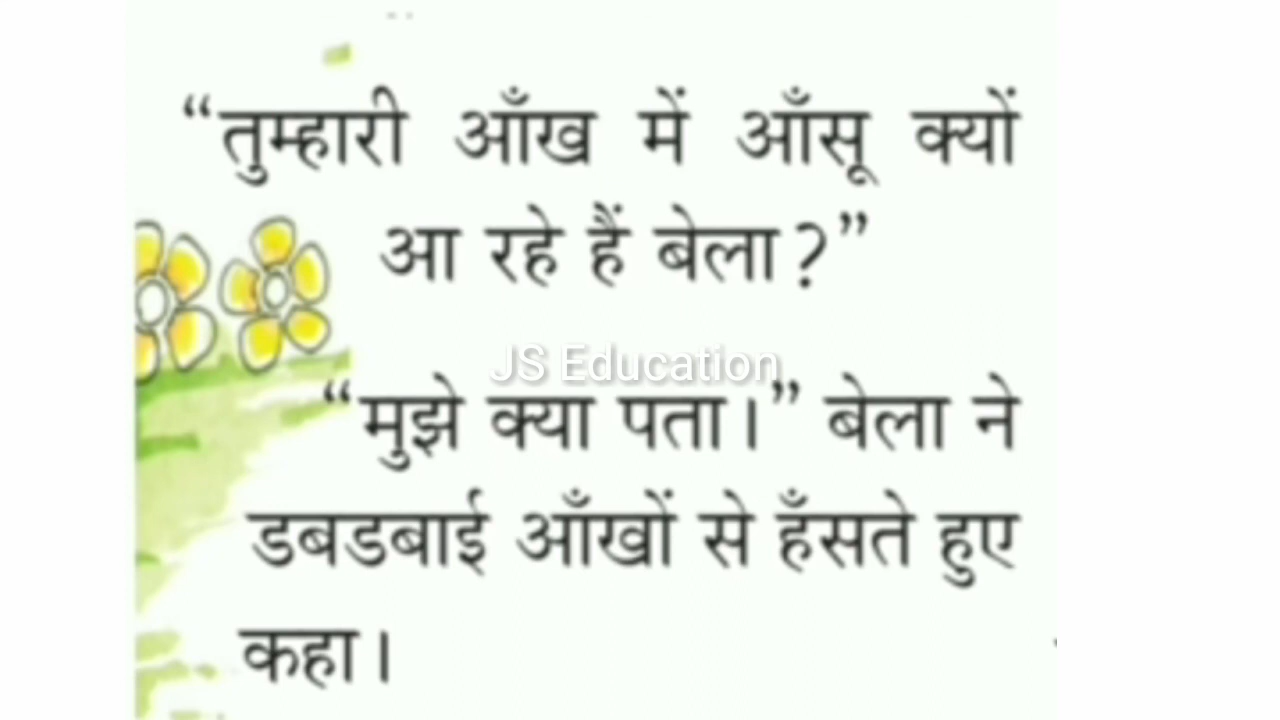 “तुम्हारी आँख में आँसू क्यों
आ रहे हैं बेला?”
JS Education
“मुझे क्या पता।” बेला ने
डबडबाई आँखों से हँसते हुए
कहा।